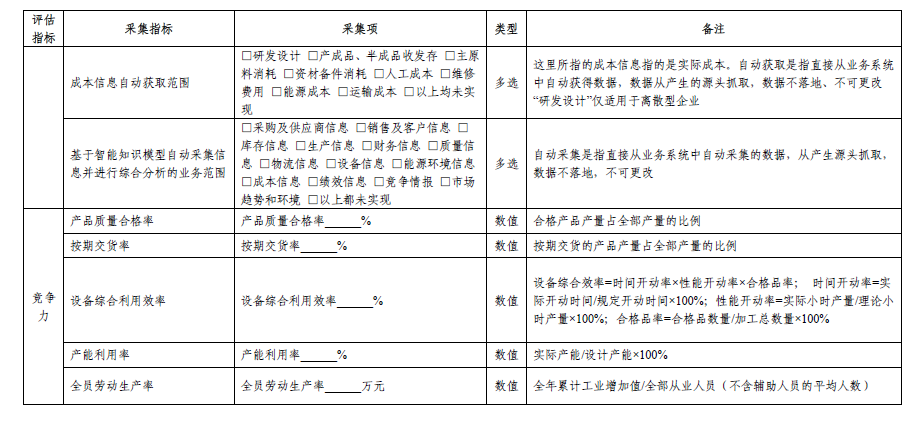 评估
指标
采集指标
采集项
类型
备注
成本信息自动获取范围
□研发设计 □产成品、半成品收发存 □主原
料消耗 □资材备件消耗 □人工成本 □维修
费用 □能源成本 □运输成本 □以上均未实
现
多选
这里所指的成本信息指的是实际成本。自动获取是指直接从业务系统
中自动获得数据，数据从产生的源头抓取，数据不落地、不可更改
“研发设计”仅适用于离散型企业
基于智能知识模型自动采集信
息并进行综合分析的业务范围
□采购及供应商信息 □销售及客户信息 □
库存信息 □生产信息 □财务信息 □质量信
息 □物流信息 □设备信息 □能源环境信息
□成本信息 □绩效信息 □竞争情报 □市场
趋势和环境 □以上都未实现
多选
自动采集是指直接从业务系统中自动采集的数据，从产生源头抓取，
数据不落地，不可更改
竞争
力
产品质量合格率
产品质量合格率______%
数值
合格产品产量占全部产量的比例
按期交货率
按期交货率______%
数值
按期交货的产品产量占全部产量的比例
设备综合利用效率
设备综合利用效率______%
数值
设备综合效率=时间开动率×性能开动率×合格品率； 时间开动率=实
际开动时间/规定开动时间×100%；性能开动率=实际小时产量/理论小
时产量×100%；合格品率=合格品数量/加工总数量×100%
产能利用率
产能利用率______%
数值
实际产能/设计产能×100%
全员劳动生产率
全员劳动生产率______万元
数值
全年累计工业增加值/全部从业人员（不含辅助人员的平均人数）